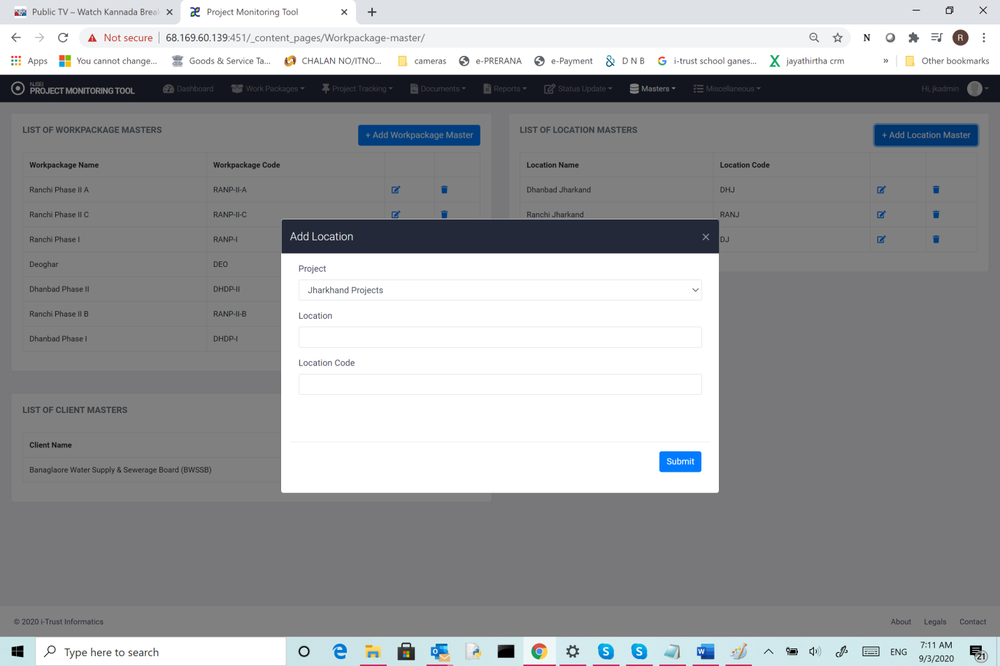 Public TV – Watch Kannada Brea
Project Monitoring Tool
Not secure
68.169.60.139:451/_content_pages/Workpackage-master/
N
R
Apps
You cannot change...
Goods & Service Ta...
CHALAN NO/ITNO...
cameras
e-PRERANA
e-Payment
D N B
i-trust school ganes...
jayathirtha crm
»
Other bookmarks
NJSEI
PROJECT MONITORING TOOL
Dashboard
Work Packages
Project Tracking
Documents
Reports
Status Update
Masters
Miscellaneous
Hi, jkadmin
LIST OF WORKPACKAGE MASTERS
+ Add Workpackage Master
Workpackage Name Workpackage Code
Ranchi Phase II A RANP-II-A
Ranchi Phase II C RANP-II-C
Ranchi Phase I RANP-I
Deoghar DEO
Dhanbad Phase II DHDP-II
Ranchi Phase II B RANP-II-B
Dhanbad Phase I DHDP-I
LIST OF LOCATION MASTERS
+ Add Location Master
Location Name Location Code
Dhanbad Jharkand DHJ
Ranchi Jharkand RANJ
DJ
Add Location
Project
Jharkhand Projects
Location
Location Code
Submit
LIST OF CLIENT MASTERS
Client Name
Banaglaore Water Supply & Sewerage Board (BWSSB)
© 2020 i-Trust Informatics
About Legals Contact
Type here to search
ENG
7:11 AM
9/3/2020
21